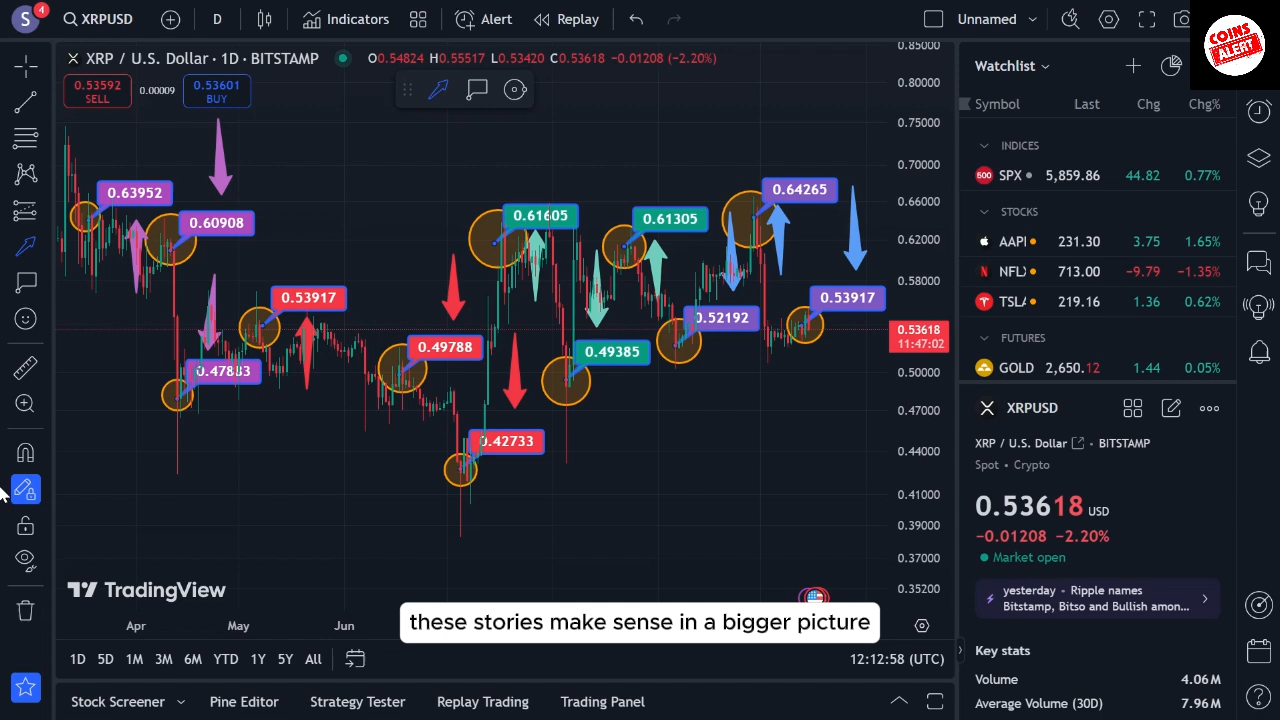 S
4
XRPUSD
D
Indicators
Alert
Replay
Unnamed
COINS
ALERT
XRP / U.S. Dollar · 1D · BITSTAMP
O0.54824 H0.55517 L0.53420 C0.53618 −0.01208 (−2.20%)
0.53592
SELL
0.00009
0.53601
BUY
0.85000
0.80000
0.75000
0.70000
0.66000
0.62000
0.58000
0.53618
11:47:02
0.50000
0.47000
0.44000
0.41000
0.39000
0.37000
0.35200
0.63952
0.60908
0.53917
0.47883
0.49788
0.42733
0.61605
0.49385
0.61305
0.52192
0.64265
0.53917
TradingView
Apr
May
Jun
these stories make sense in a bigger picture
1D 5D 1M 3M 6M YTD 1Y 5Y All
12:12:58 (UTC)
Stock Screener
Pine Editor
Strategy Tester
Replay Trading
Trading Panel
Watchlist
Symbol Last Chg Chg%
INDICES
500 SPX 5,859.86 44.82 0.77%
STOCKS
AAPL 231.30 3.75 1.65%
NFLX 713.00 −9.79 −1.35%
TSLA 219.16 1.36 0.62%
FUTURES
GOLD 2,650.12 1.44 0.05%
XRPUSD
XRP / U.S. Dollar • BITSTAMP
Spot • Crypto
0.53618 USD
−0.01208 −2.20%
Market open
yesterday • Ripple names
Bitstamp, Bitso and Bullish amon...
Key stats
Volume 4.06M
Average Volume (30D) 7.96M